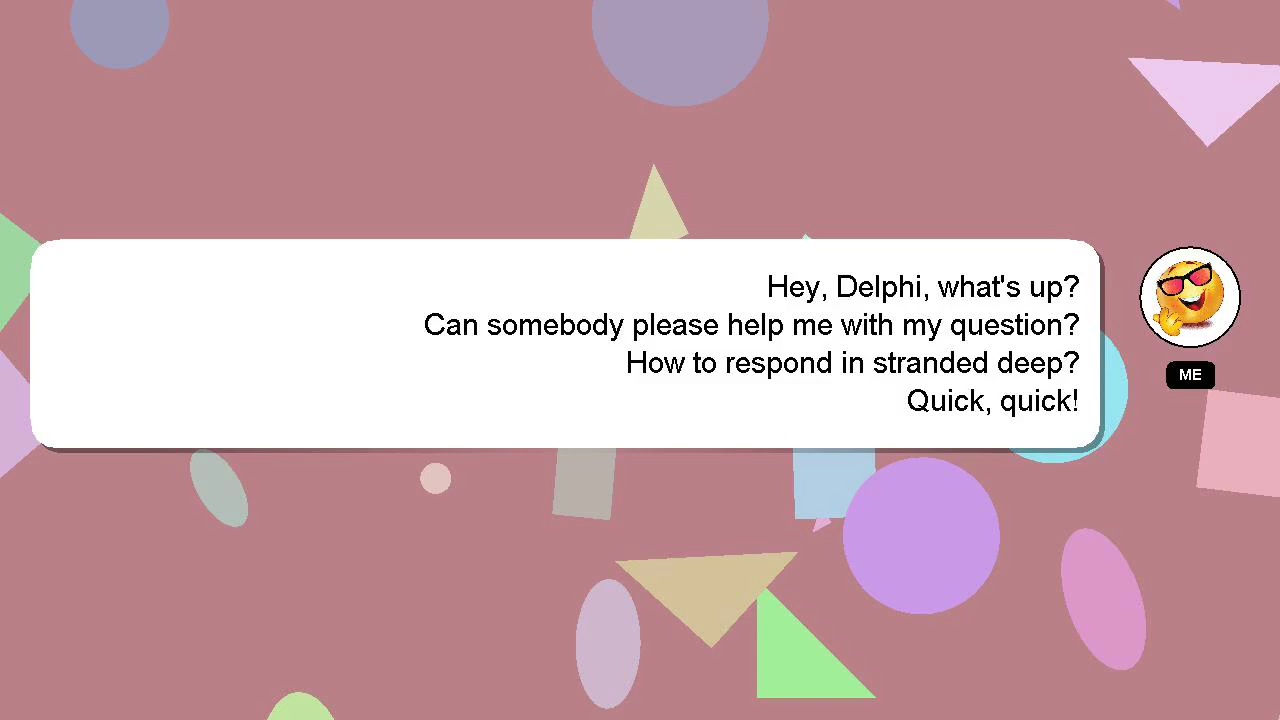 Hey, Delphi, what's up?
Can somebody please help me with my question?
How to respond in stranded deep?
Quick, quick!
ME